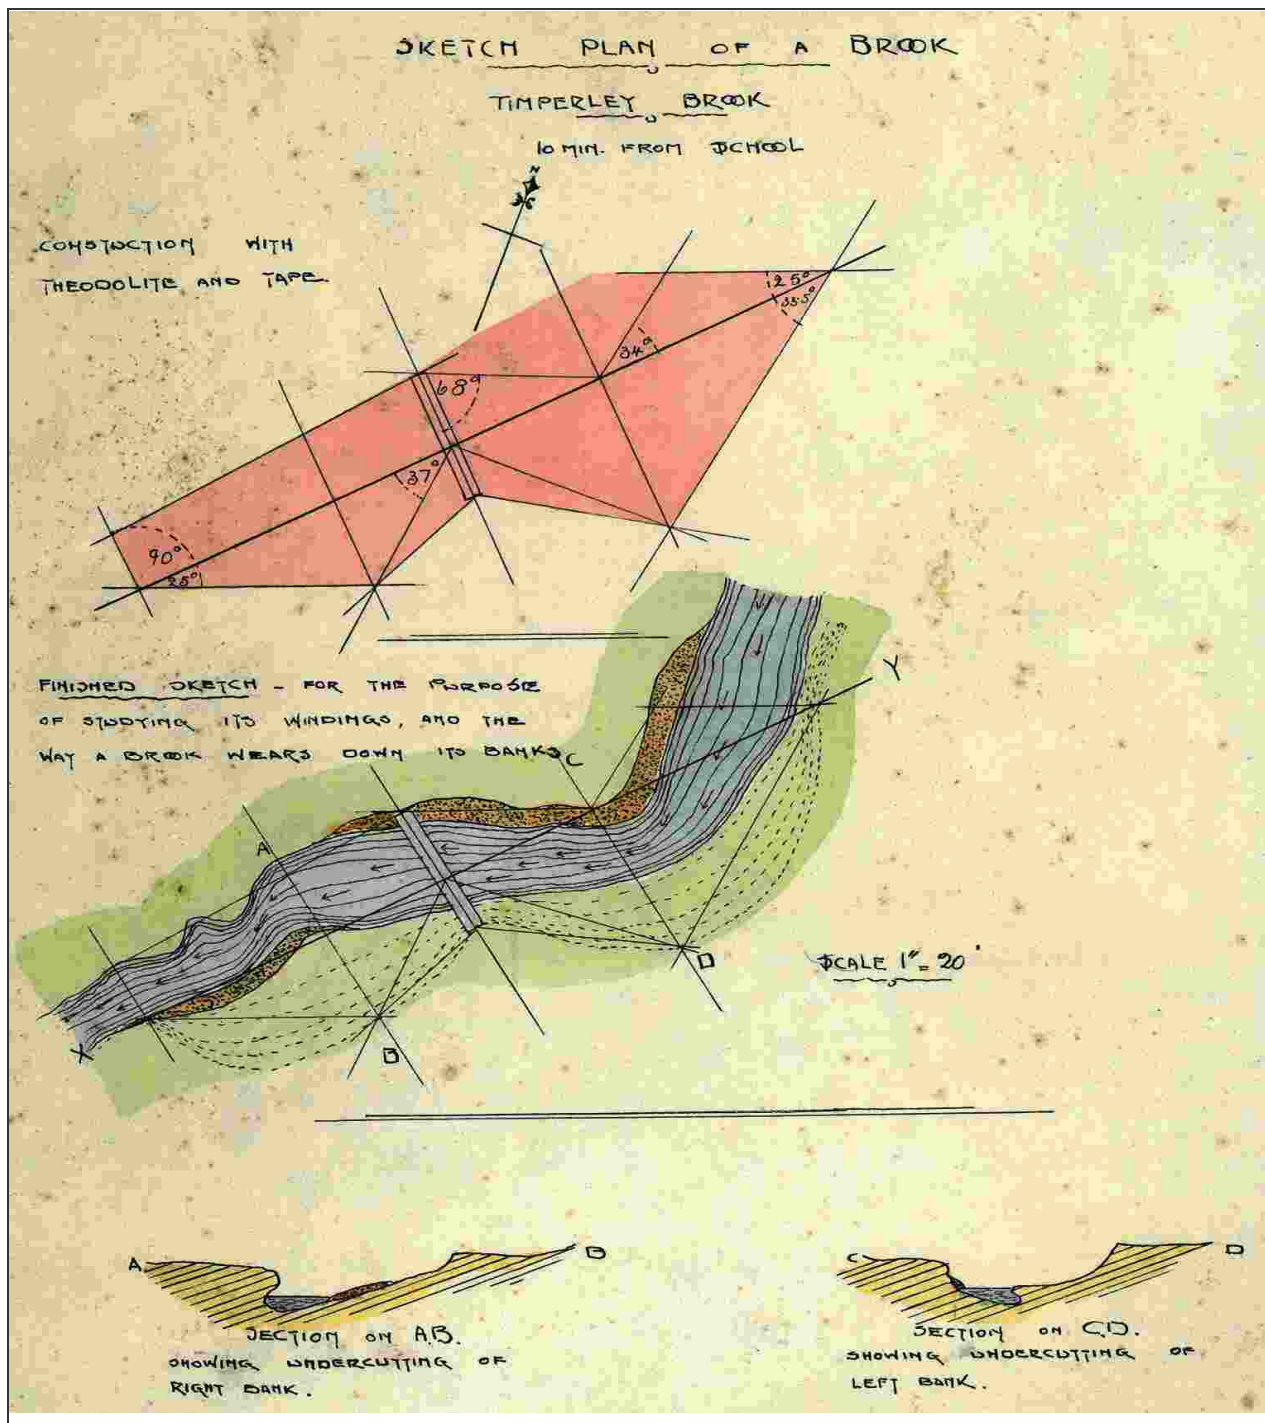 SKETCH PLAN OF A BROOK
TIMPERLEY BROOK
10 MIN. FROM SCHOOL
N
CONSTUCTION WITH
THEODOLITE AND TAPE.
25°
33.5°
34°
68°
37°
90°
25°
Y
FINISHED SKETCH - FOR THE PURPOSE
OF STUDYING ITS WINDINGS, AND THE
WAY A BROOK WEARS DOWN ITS BANKS
C
A
D
SCALE 1" = 20'
X
B
A
B
C
D
SECTION ON A.B.
SHOWING UNDERCUTTING OF
RIGHT BANK.
SECTION ON C.D.
SHOWING UNDERCUTTING OF
LEFT BANK.